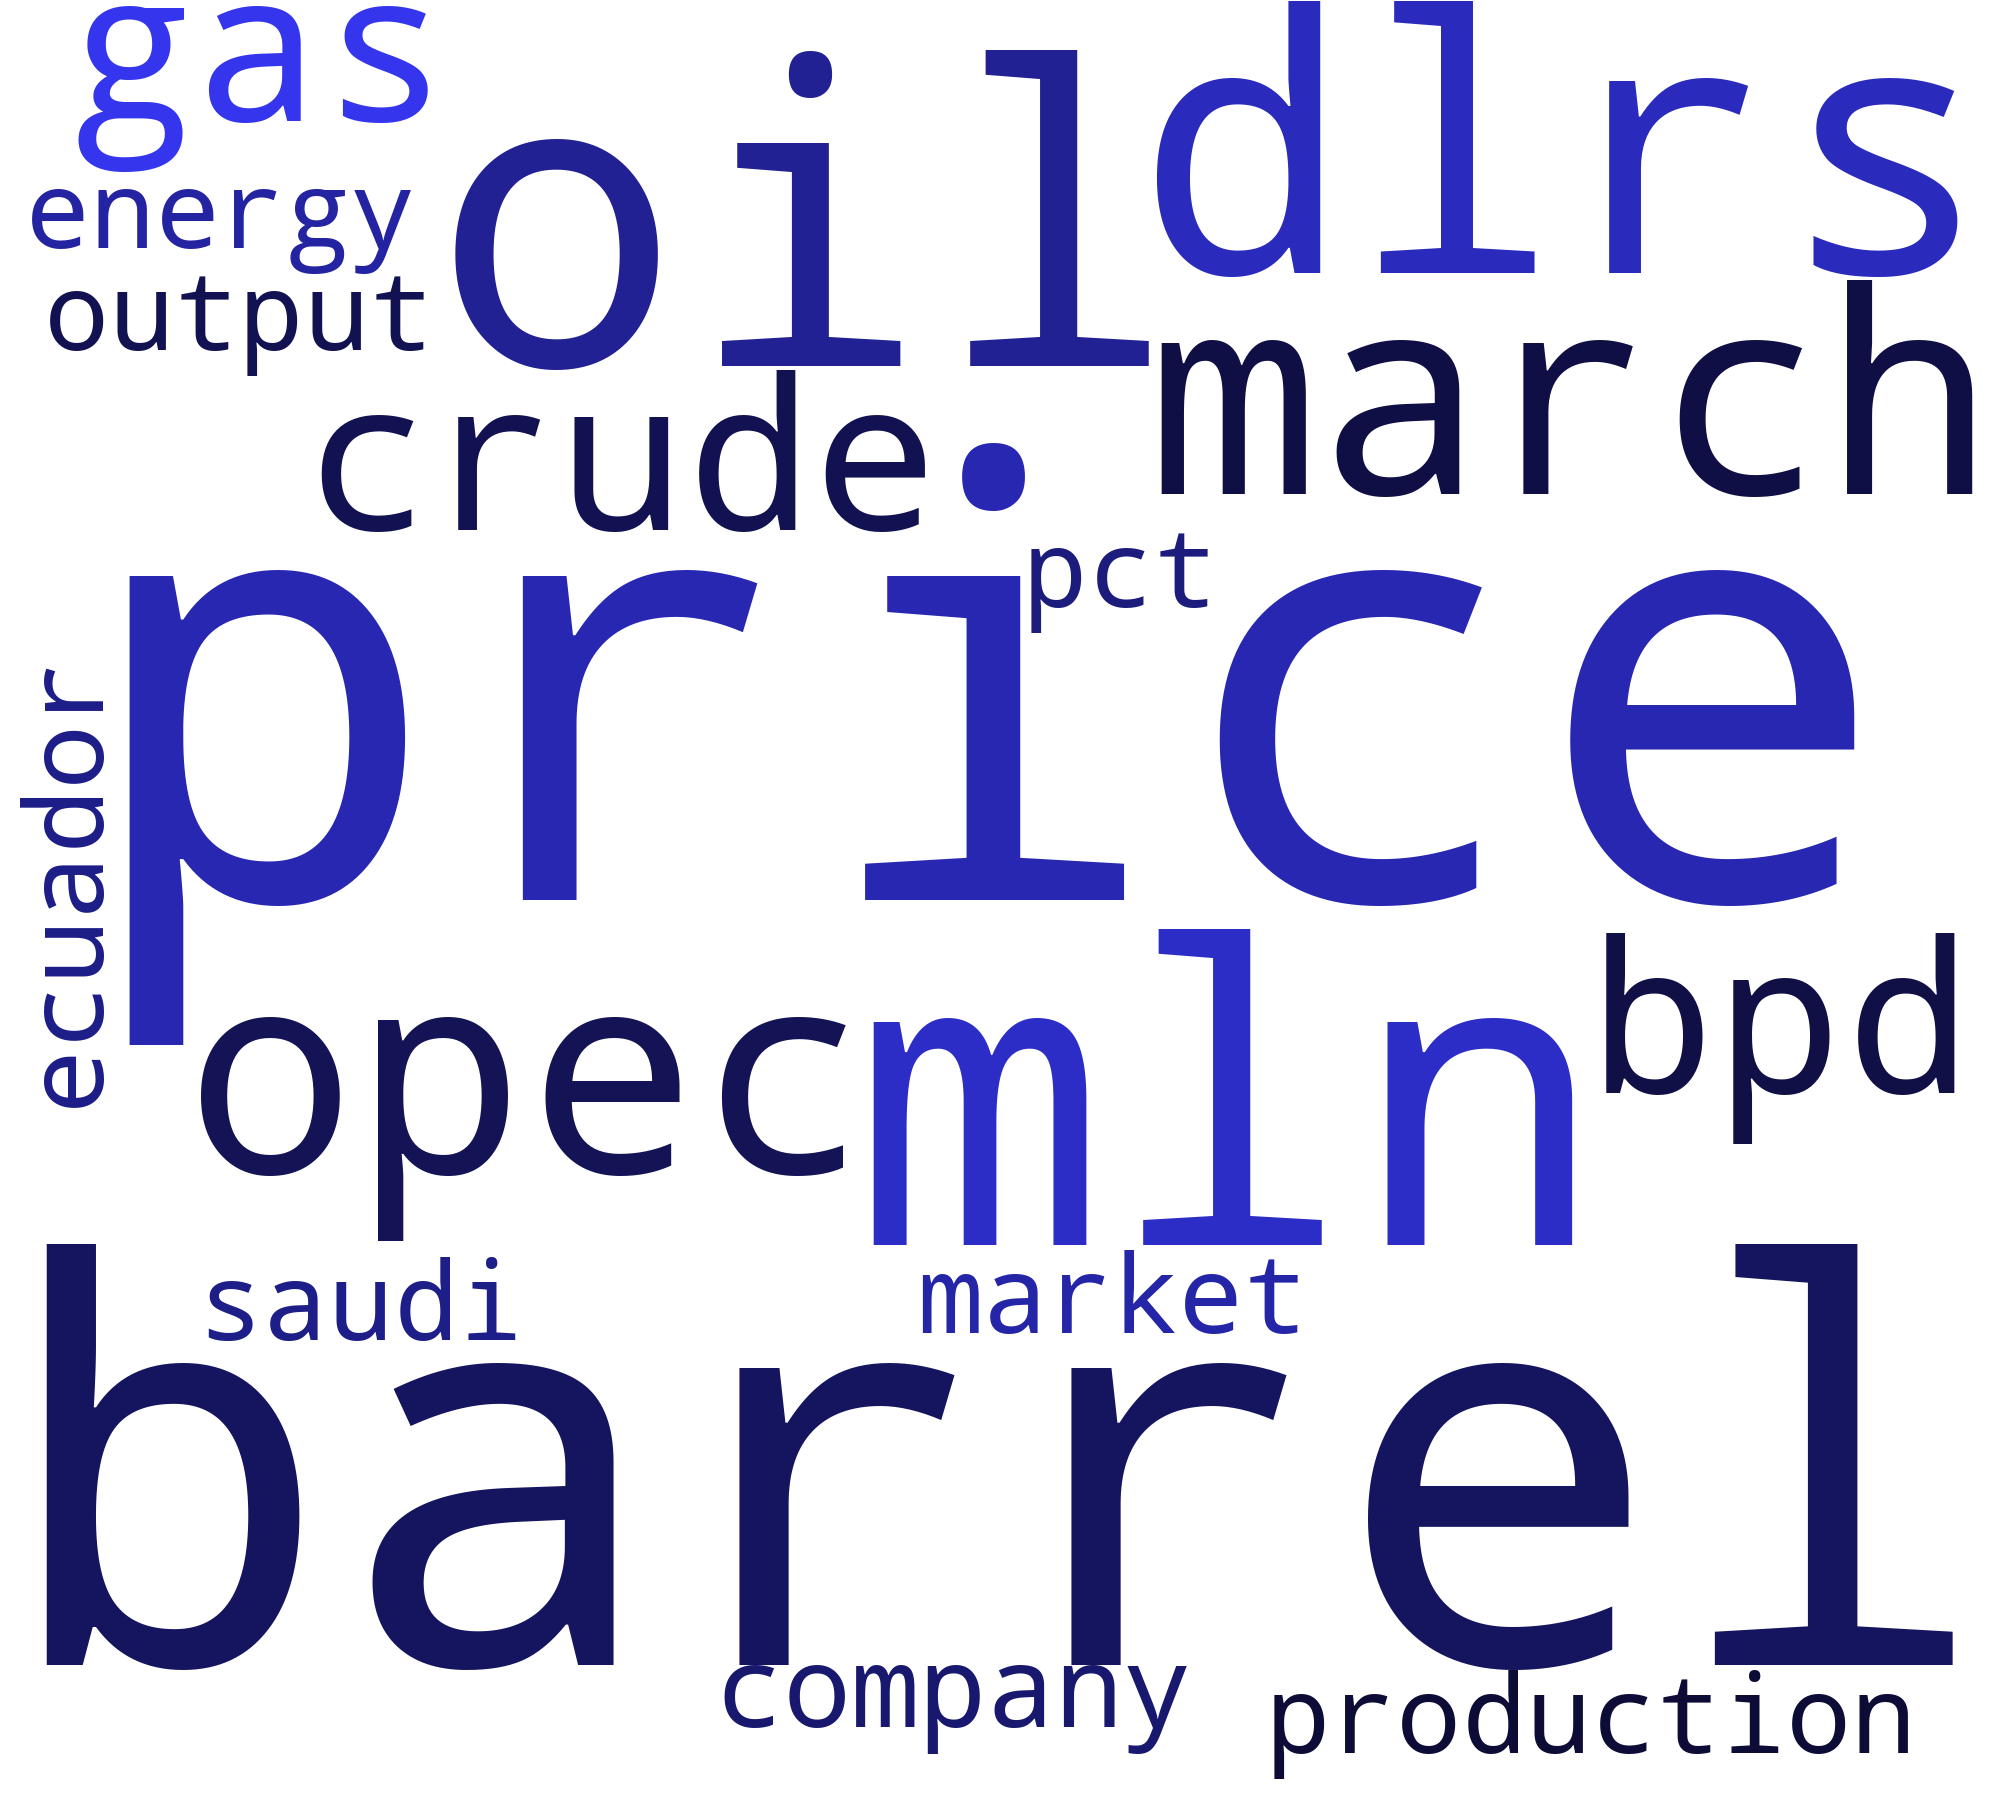 gas
oil
dlrs
energy
output
march
crude
pct
price
ecuador
opec
mln
bpd
saudi
market
barrel
company
production